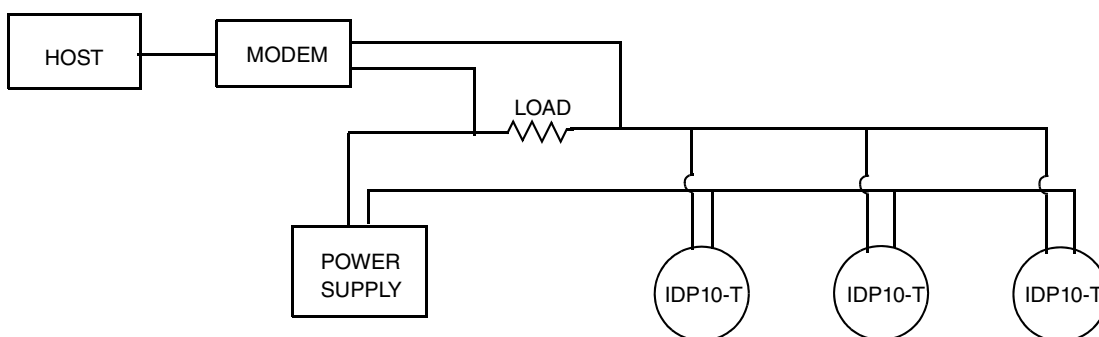 HOST
MODEM
LOAD
POWER
SUPPLY
IDP10-T
IDP10-T
IDP10-T